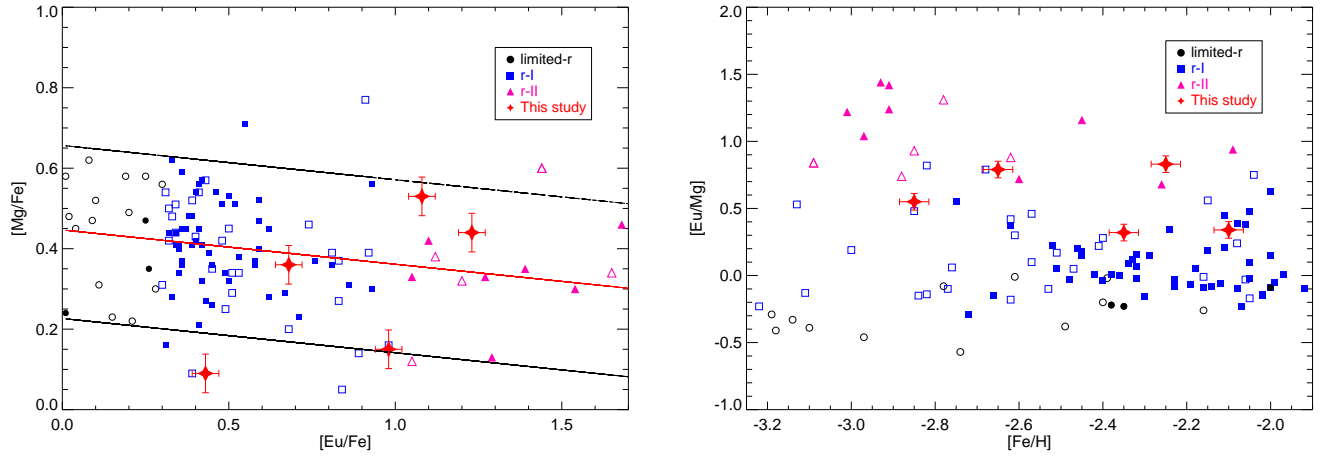 1.0
0.8
0.6
0.4
0.2
0.0
[Mg/Fe]
0.0
0.5
1.0
1.5
[Eu/Fe]
limited-r
r-I
r-II
This study
2.0
1.5
1.0
0.5
0.0
-0.5
-1.0
[Eu/Mg]
-3.2
-3.0
-2.8
-2.6
-2.4
-2.2
-2.0
[Fe/H]
limited-r
r-I
r-II
This study